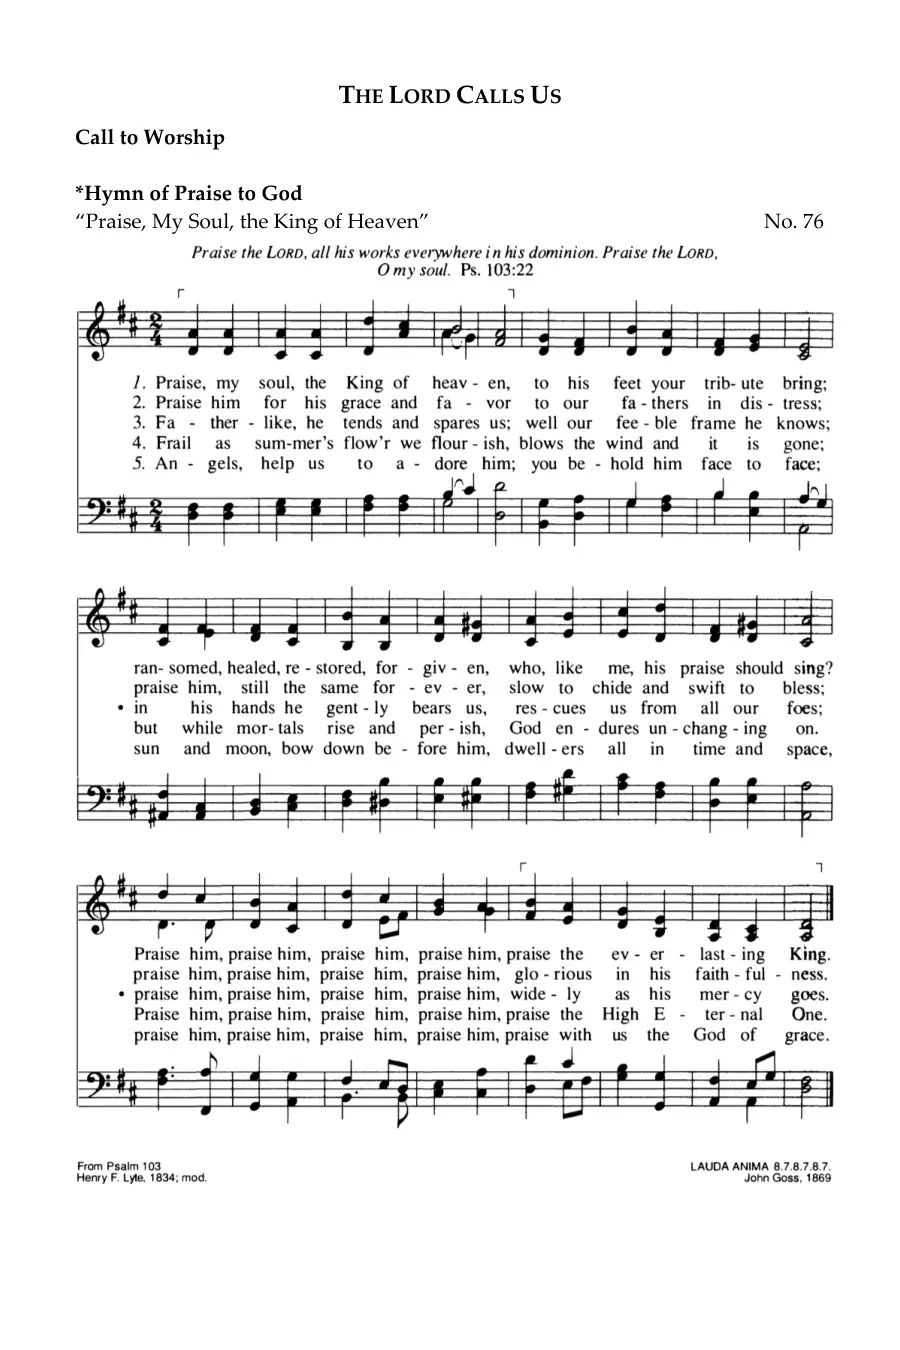 THE LORD CALLS US
Call to Worship
*Hymn of Praise to God
“Praise, My Soul, the King of Heaven” No. 76
Praise the LORD, all his works everywhere in his dominion. Praise the LORD,
O my soul. Ps. 103:22
1. Praise, my soul, the King of heav - en, to his feet your trib- ute bring;
2. Praise him for his grace and fa - vor to our fa - thers in dis - tress;
3. Fa - ther - like, he tends and spares us; well our fee - ble frame he knows;
4. Frail as sum-mer's flow'r we flour - ish, blows the wind and it is gone;
5. An - gels, help us to a - dore him; you be - hold him face to face;
ran- somed, healed, re - stored, for - giv - en, who, like me, his praise should sing?
praise him, still the same for - ev - er, slow to chide and swift to bless;
• in his hands he gent - ly bears us, res - cues us from all our foes;
but while mor- tals rise and per - ish, God en - dures un - chang - ing on.
sun and moon, bow down be - fore him, dwell - ers all in time and space,
Praise him, praise him, praise him, praise him, praise the ev - er - last - ing King.
praise him, praise him, praise him, praise him, glo - rious in his faith - ful - ness.
• praise him, praise him, praise him, praise him, wide - ly as his mer - cy goes.
Praise him, praise him, praise him, praise him, praise the High E - ter - nal One.
praise him, praise him, praise him, praise him, praise with us the God of grace.
From Psalm 103 LAUDA ANIMA 8.7.8.7.8.7.
Henry F. Lyte, 1834; mod. John Goss, 1869